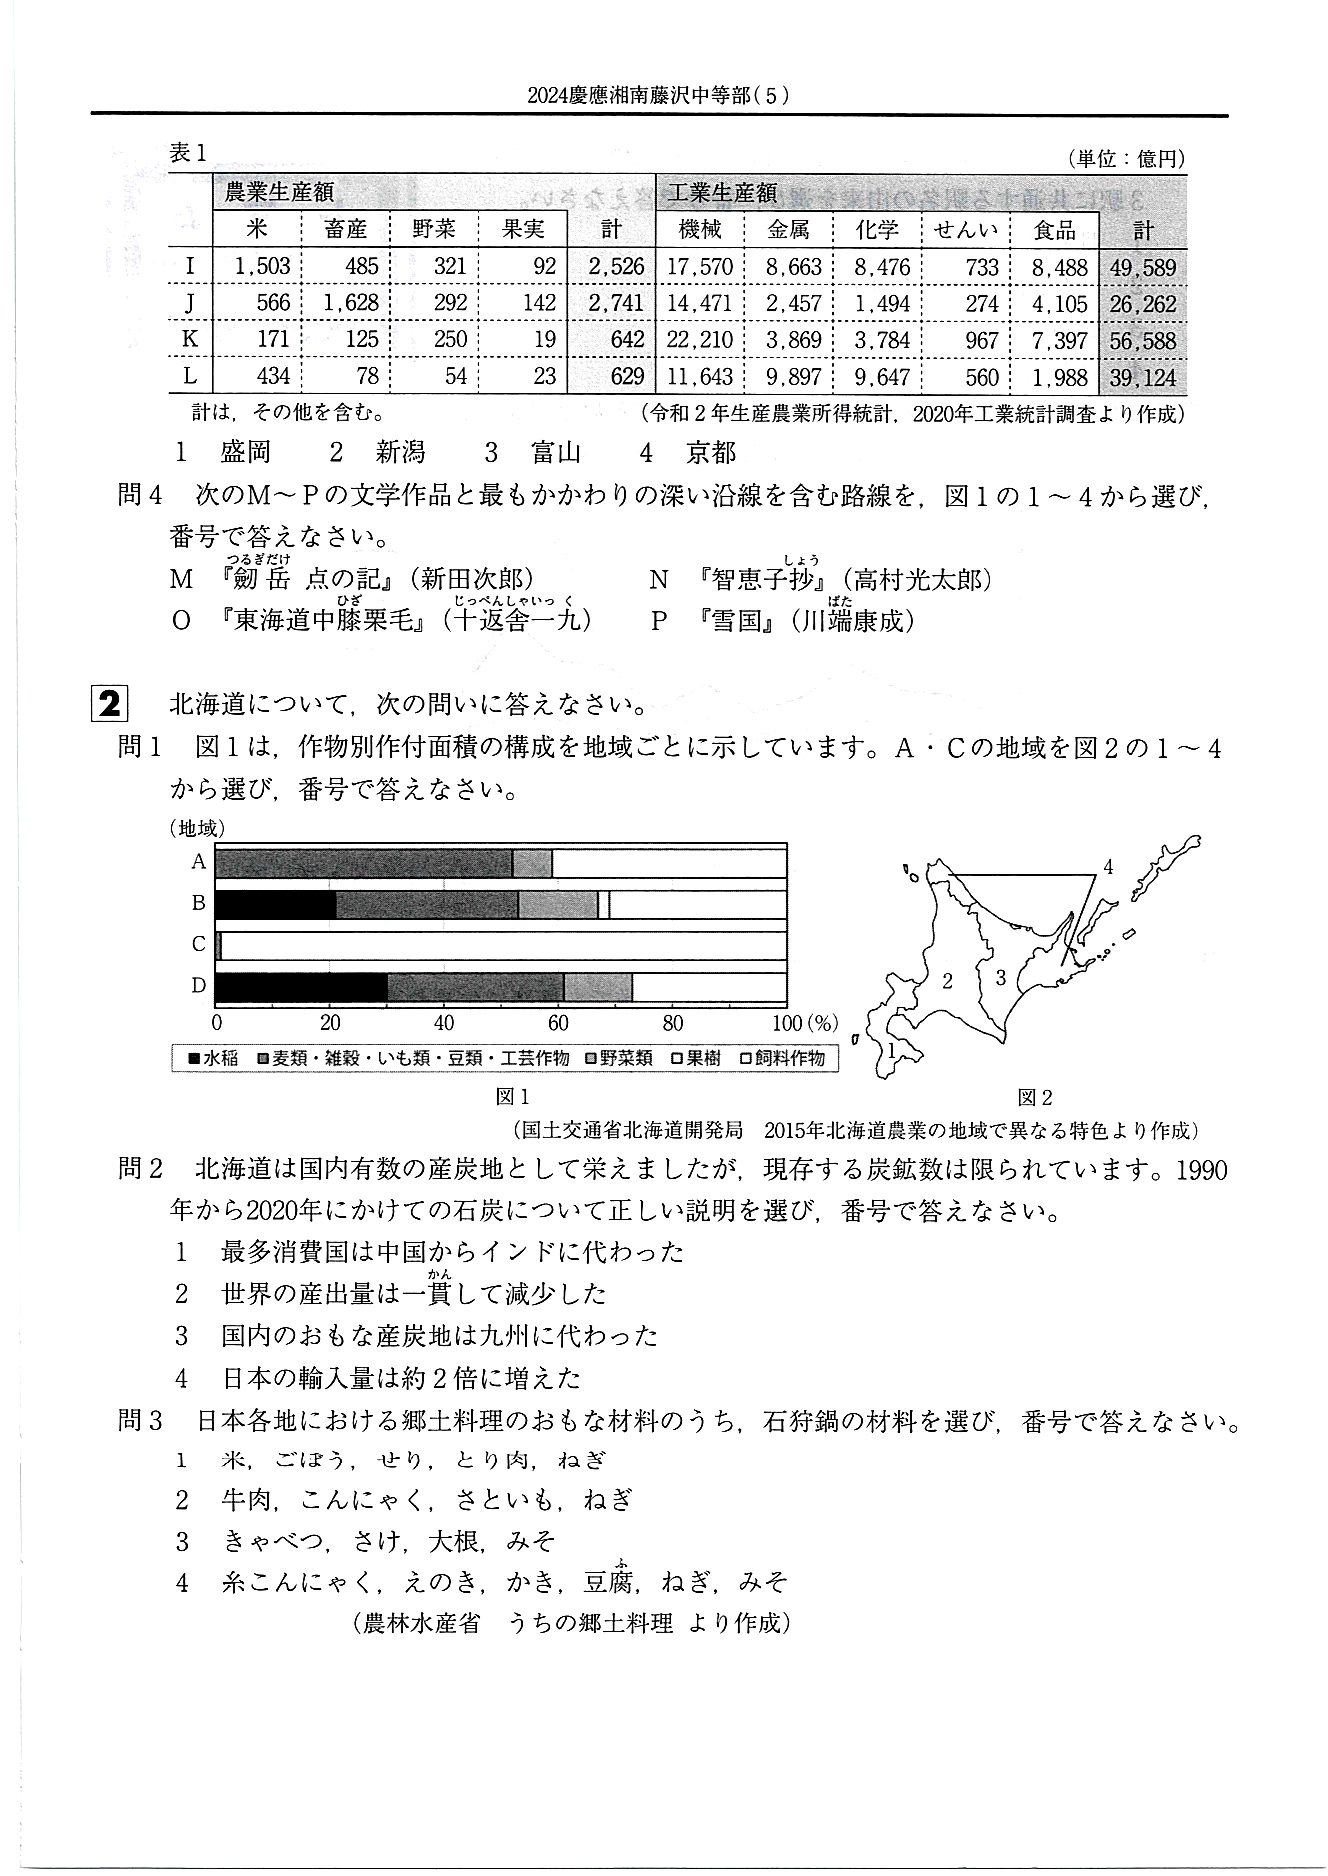 2024慶應湘南藤沢中等部(5)
表1 (単位:億円)
農業生産額 工業生産額
米 畜産 野菜 果実 計 機械 金属 化学 せんい 食品 計
I 1,503 485 321 92 2,526 17,570 8,663 8,476 733 8,488 49,589
J 566 1,628 292 142 2,741 14,471 2,457 1,494 274 4,105 26,262
K 171 125 250 19 642 22,210 3,869 3,784 967 7,397 56,588
L 434 78 54 23 629 11,643 9,897 9,647 560 1,988 39,124
計は,その他を含む。 (令和2年生産農業所得統計,2020年工業統計調査より作成)
1 盛岡 2 新潟 3 富山 4 京都
問4 次のM~Pの文学作品と最もかかわりの深い沿線を含む路線を,図1の1~4から選び,
番号で答えなさい。
つるぎだけ しょう
M 『劒岳 点の記』(新田次郎) N 『智恵子抄』(高村光太郎)
ひざ じっぺんしゃいっく ばた
O 『東海道中膝栗毛』(十返舎一九) P 『雪国』(川端康成)
2 北海道について,次の問いに答えなさい。
問1 図1は,作物別作付面積の構成を地域ごとに示しています。A・Cの地域を図2の1~4
から選び,番号で答えなさい。
(地域)
A
B
C
D
0 20 40 60 80 100(%)
■水稲 ■麦類・雑穀・いも類・豆類・工芸作物 ■野菜類 □果樹 □飼料作物
図1
4
2 3
1
図2
(国土交通省北海道開発局 2015年北海道農業の地域で異なる特色より作成)
問2 北海道は国内有数の産炭地として栄えましたが,現存する炭鉱数は限られています。1990
年から2020年にかけての石炭について正しい説明を選び,番号で答えなさい。
1 最多消費国は中国からインドに代わった
かん
2 世界の産出量は一貫して減少した
3 国内のおもな産炭地は九州に代わった
4 日本の輸入量は約2倍に増えた
問3 日本各地における郷土料理のおもな材料のうち,石狩鍋の材料を選び,番号で答えなさい。
1 米,ごぼう,せり,とり肉,ねぎ
2 牛肉,こんにゃく,さといも,ねぎ
3 きゃべつ,さけ,大根,みそ
ふ
4 糸こんにゃく,えのき,かき,豆腐,ねぎ,みそ
(農林水産省 うちの郷土料理 より作成)